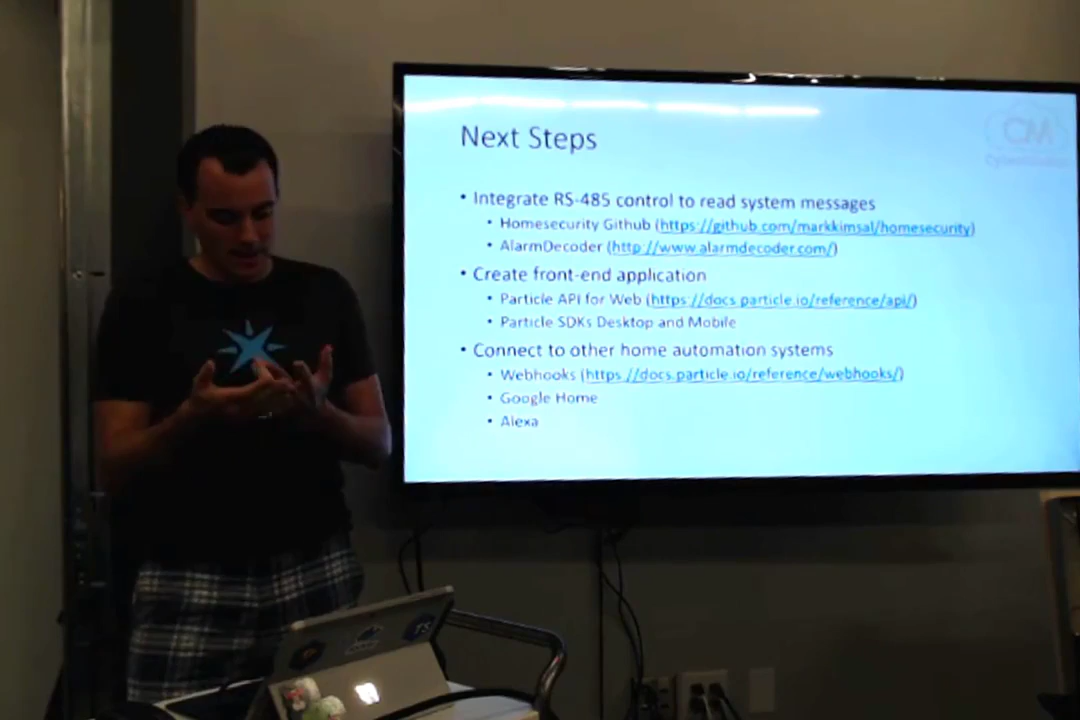 CM
Next Steps
• Integrate RS-485 control to read system messages
• Homesecurity Github (https://github.com/markkimsal/homesecurity)
• AlarmDecoder (http://www.alarmdecoder.com/)
• Create front-end application
• Particle API for Web (https://docs.particle.io/reference/api/)
• Particle SDKs Desktop and Mobile
• Connect to other home automation systems
• Webhooks (https://docs.particle.io/reference/webhooks/)
• Google Home
• Alexa